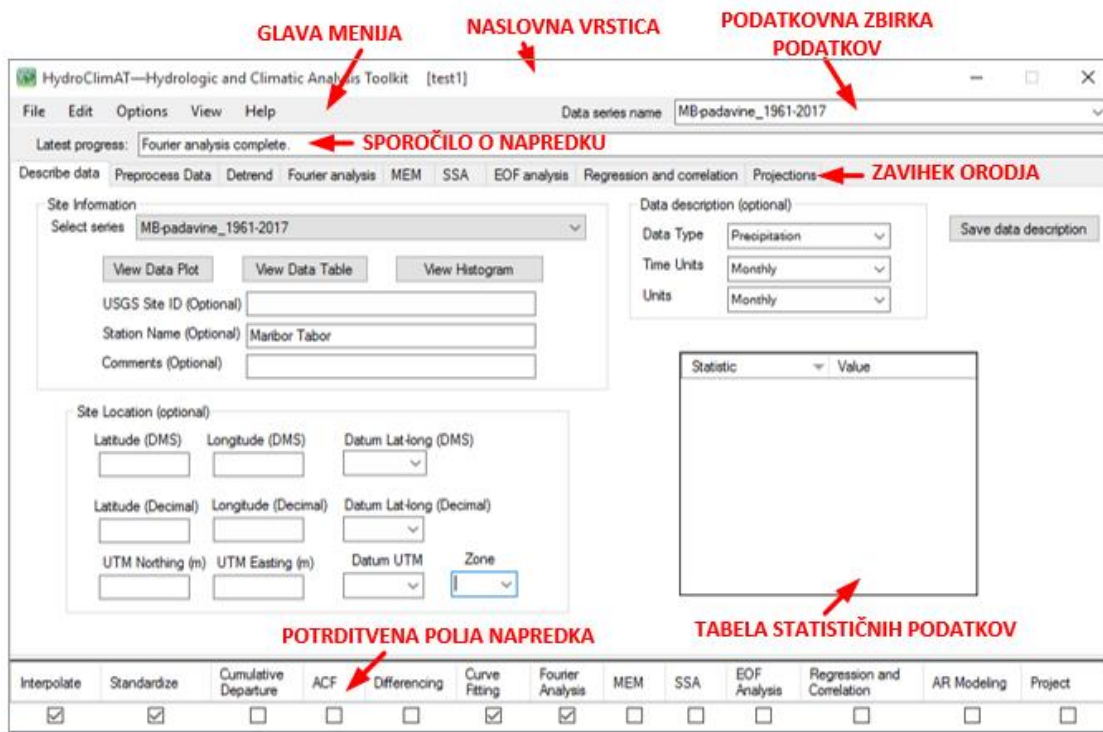 GLAVA MENIJA
NASLOVNA VRSTICA
PODATKOVNA ZBIRKA
PODATKOV
HydroClimAT—Hydrologic and Climatic Analysis Toolkit [test1]
File Edit Options View Help
Data series name MB-padavine_1961-2017
Latest progress: Fourier analysis complete.
SPOROČILO O NAPREDKU
Describe data Preprocess Data Detrend Fourier analysis MEM SSA EOF analysis Regression and correlation Projections
ZAVIHEK ORODJA
Site Information
Select series MB-padavine_1961-2017
View Data Plot View Data Table View Histogram
USGS Site ID (Optional)
Station Name (Optional) Maribor Tabor
Comments (Optional)
Data description (optional)
Data Type Precipitation
Time Units Monthly
Units Monthly
Save data description
Statistic Value
Site Location (optional)
Latitude (DMS) Longitude (DMS) Datum Lat-long (DMS)
Latitude (Decimal) Longitude (Decimal) Datum Lat-long (Decimal)
UTM Northing (m) UTM Easting (m) Datum UTM Zone
POTRDITVENA POLJA NAPREDKA
TABELA STATISTIČNIH PODATKOV
Interpolate Standardize Cumulative Departure ACF Differencing Curve Fitting Fourier Analysis MEM SSA EOF Analysis Regression and Correlation AR Modeling Project